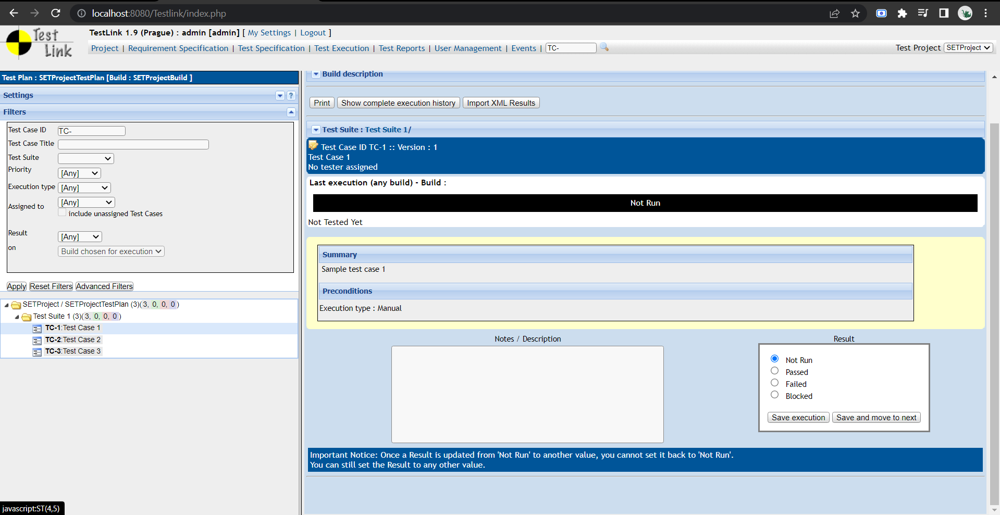 localhost:8080/Testlink/index.php
Test Link
TestLink 1.9 (Prague) : admin [admin] [ My Settings | Logout ]
Project | Requirement Specification | Test Specification | Test Execution | Test Reports | User Management | Events | TC-
Test Project SETProject
Test Plan : SETProjectTestPlan [Build : SETProjectBuild ]
Settings
?
Filters
Test Case ID TC-
Test Case Title
Test Suite
Priority [Any]
Execution type [Any]
Assigned to [Any]
include unassigned Test Cases
Result [Any]
on Build chosen for execution
Apply Reset Filters Advanced Filters
SETProject / SETProjectTestPlan (3)(3, 0, 0, 0)
Test Suite 1 (3)(3, 0, 0, 0)
TC-1:Test Case 1
TC-2:Test Case 2
TC-3:Test Case 3
Build description
Print Show complete execution history Import XML Results
Test Suite : Test Suite 1/
Test Case ID TC-1 :: Version : 1
Test Case 1
No tester assigned
Last execution (any build) - Build :
Not Run
Not Tested Yet
Summary
Sample test case 1
Preconditions
Execution type : Manual
Notes / Description
Result
Not Run
Passed
Failed
Blocked
Save execution Save and move to next
Important Notice: Once a Result is updated from 'Not Run' to another value, you cannot set it back to 'Not Run'.
You can still set the Result to any other value.
javascript:ST(4,5)